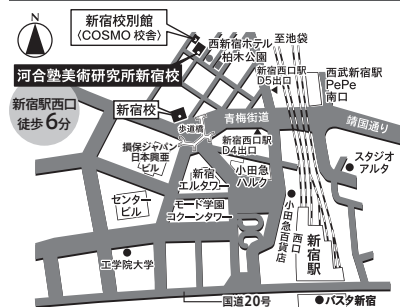 新宿校別館
〈COSMO 校舎〉
N
西新宿ホテル
至池袋
柏木公園
河合塾美術研究所新宿校
新宿西口駅
D5出口
西武新宿駅
PePe
南口
新宿駅西口
徒歩6分
新宿校
青梅街道
靖国通り
歩道橋
新宿西口駅
D4出口
損保ジャパン
日本興亜
ビル
スタジオ
アルタ
新宿
エルタワー
小田急
ハルク
センター
ビル
モード学園
コクーンタワー
小田急百貨店
西口
新宿駅
工学院大学
国道20号
バスタ新宿